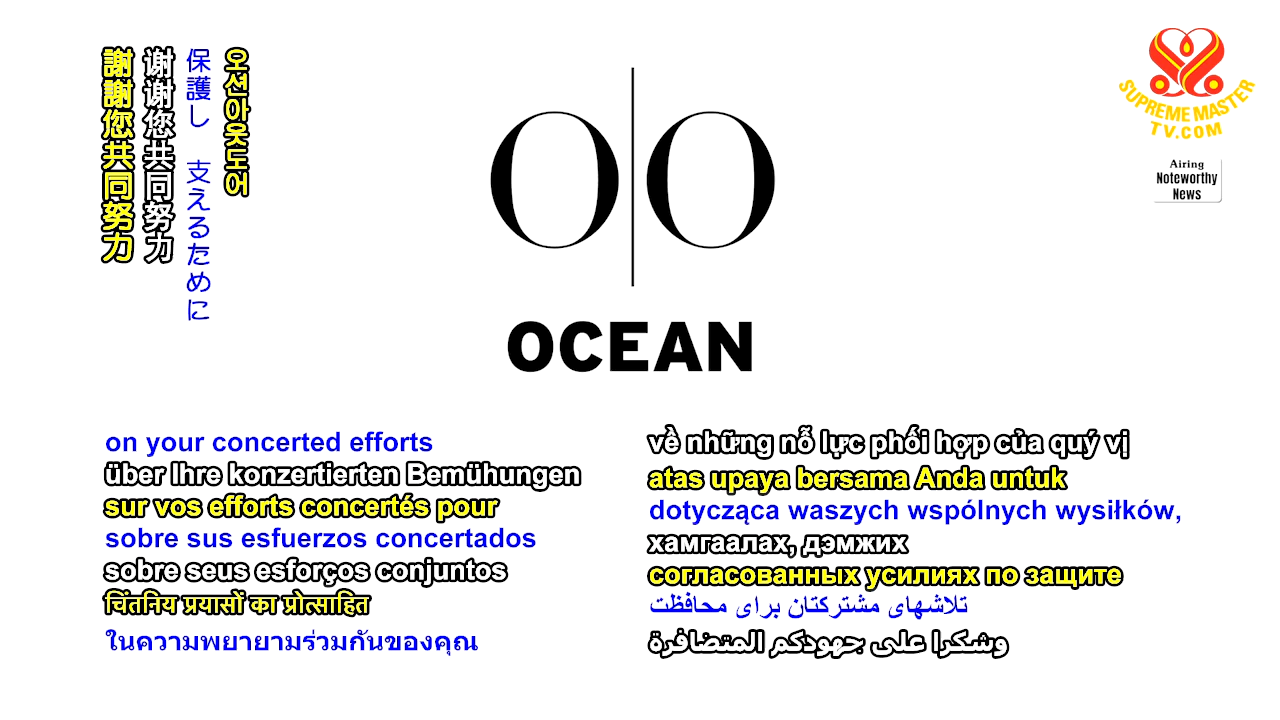 謝謝您共同努力
谢谢您共同努力
保護し 支えるために
오션아웃도어
O|O
OCEAN
SUPREME MASTER
TV.COM
Airing
Noteworthy
News
on your concerted efforts
über Ihre konzertierten Bemühungen
sur vos efforts concertés pour
sobre sus esfuerzos concertados
sobre seus esforços conjuntos
चिंतनिय प्रयासों का प्रोत्साहित
ในความพยายามร่วมกันของคุณ
về những nỗ lực phối hợp của quý vị
atas upaya bersama Anda untuk
dotycząca waszych wspólnych wysiłków,
хамгаалах, дэмжих
согласованных усилиях по защите
تلاشهای مشترکتان برای محافظت
وشكرا على جهودكم المتضافرة